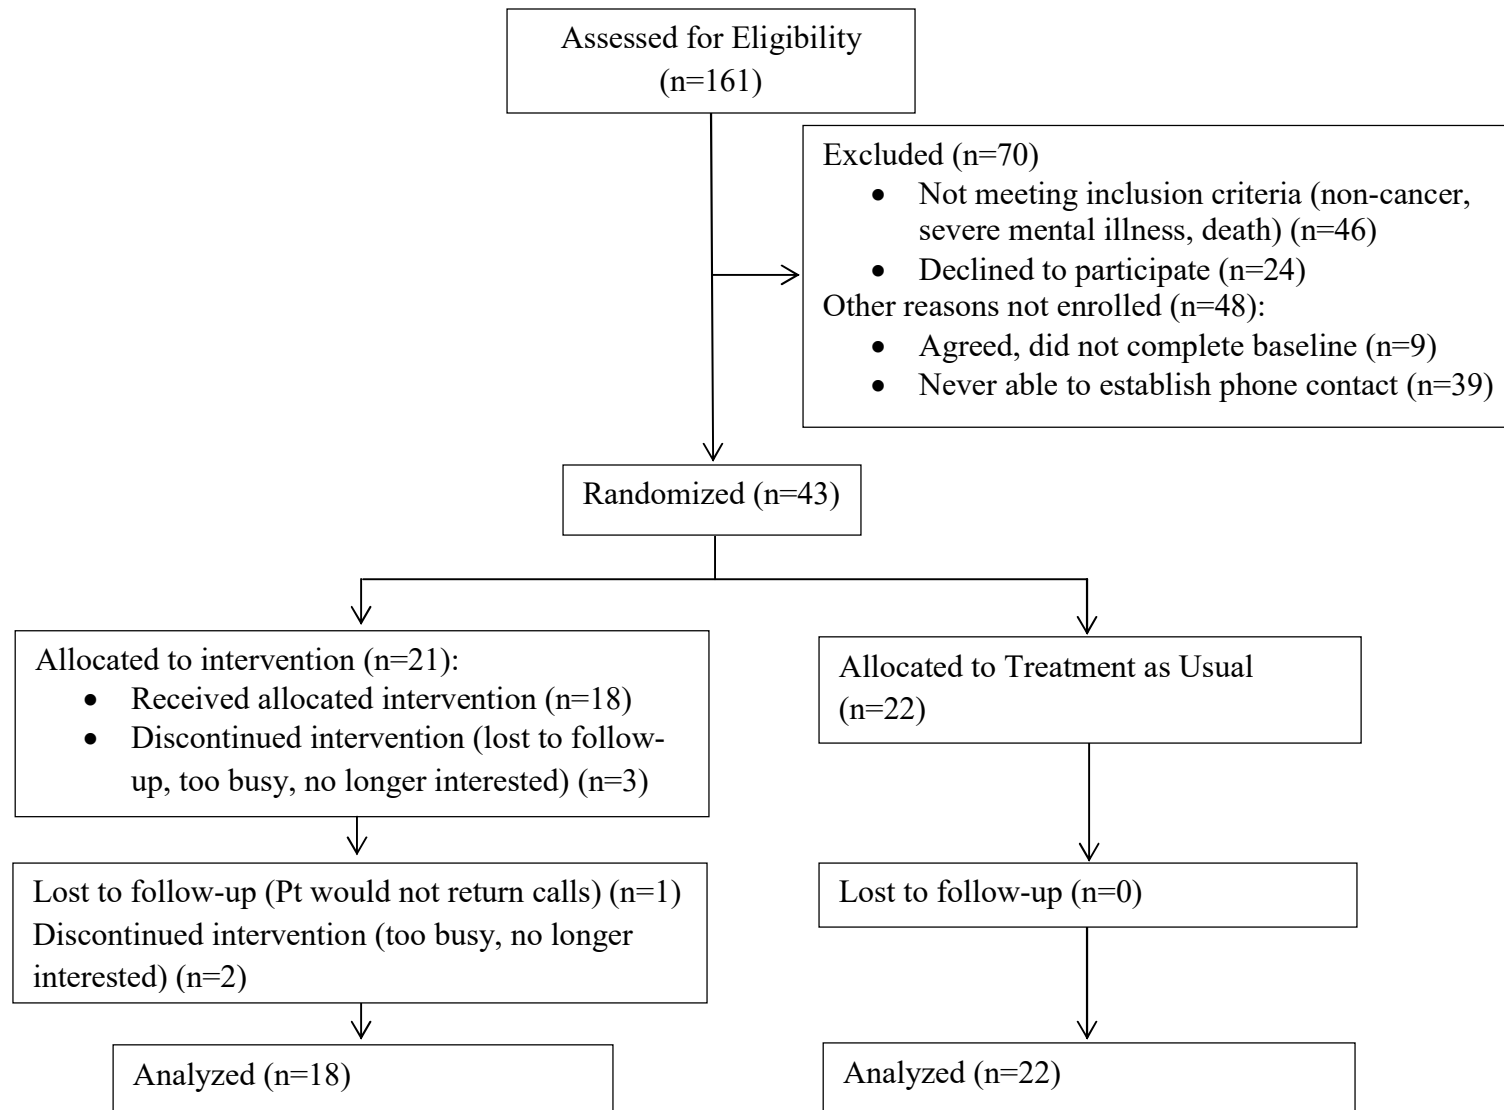 Assessed for Eligibility
(n=161)
Excluded (n=70)
• Not meeting inclusion criteria (non-cancer,
severe mental illness, death) (n=46)
• Declined to participate (n=24)
Other reasons not enrolled (n=48):
• Agreed, did not complete baseline (n=9)
• Never able to establish phone contact (n=39)
Randomized (n=43)
Allocated to intervention (n=21):
• Received allocated intervention (n=18)
• Discontinued intervention (lost to follow-
up, too busy, no longer interested) (n=3)
Allocated to Treatment as Usual
(n=22)
Lost to follow-up (Pt would not return calls) (n=1)
Discontinued intervention (too busy, no longer
interested) (n=2)
Lost to follow-up (n=0)
Analyzed (n=18)
Analyzed (n=22)